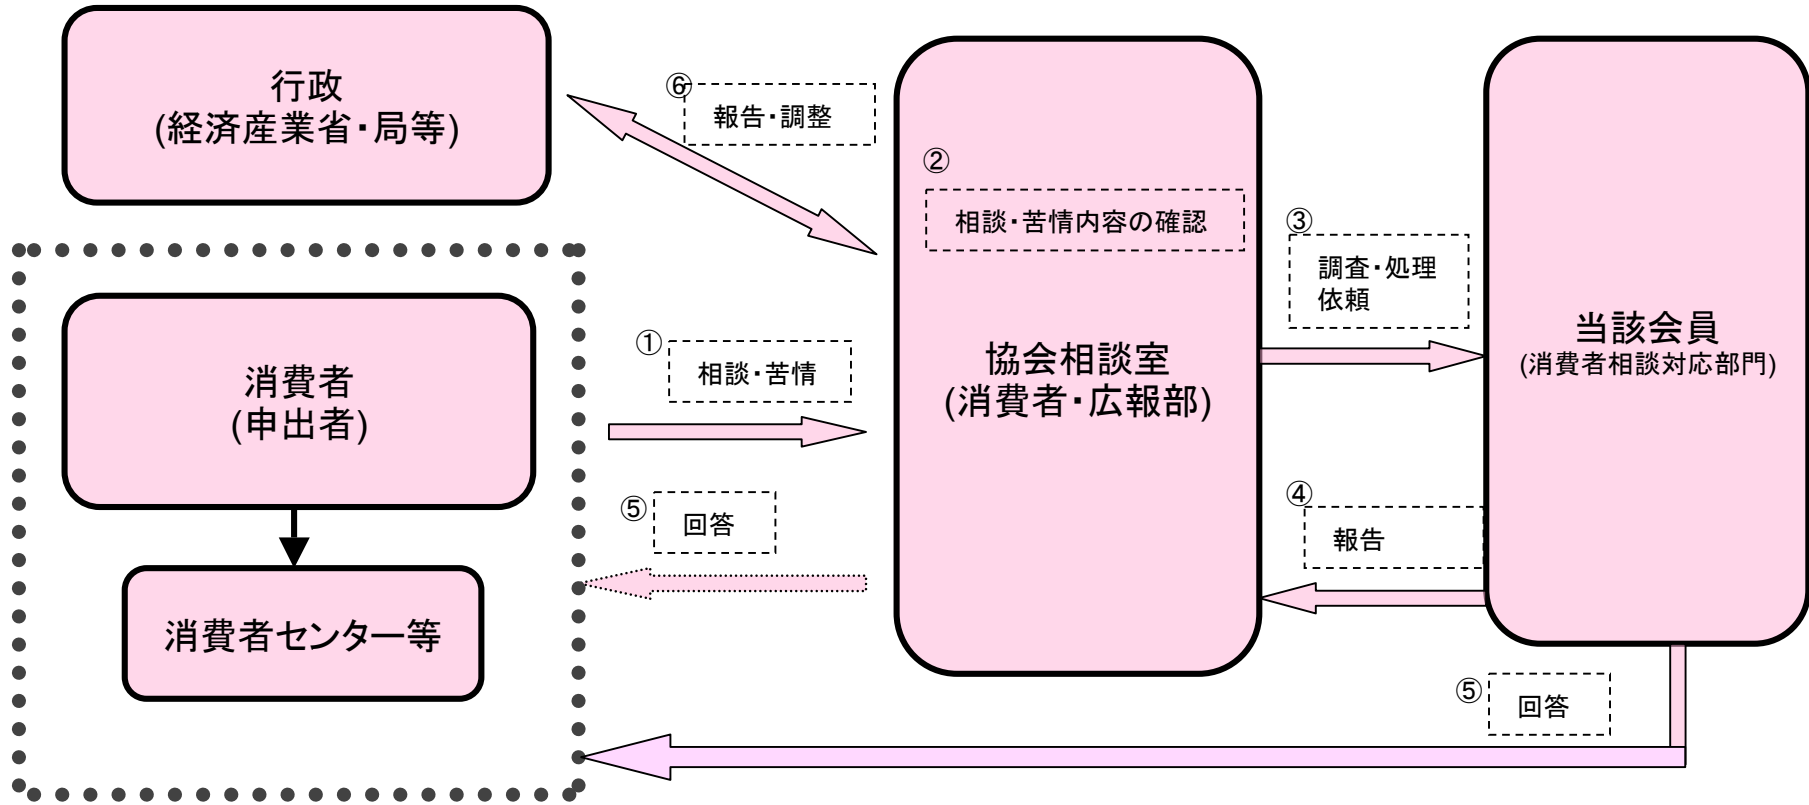 行政
(経済産業省・局等)
⑥
報告・調整
②
相談・苦情内容の確認
③
調査・処理
依頼
当該会員
(消費者相談対応部門)
協会相談室
(消費者・広報部)
①
相談・苦情
消費者
(申出者)
⑤
回答
④
報告
消費者センター等
⑤
回答